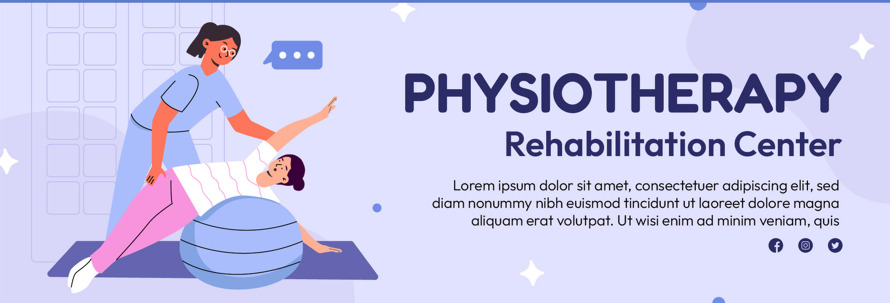 PHYSIOTHERAPY
Rehabilitation Center
Lorem ipsum dolor sit amet, consectetuer adipiscing elit, sed
diam nonummy nibh euismod tincidunt ut laoreet dolore magna
aliquam erat volutpat. Ut wisi enim ad minim veniam, quis